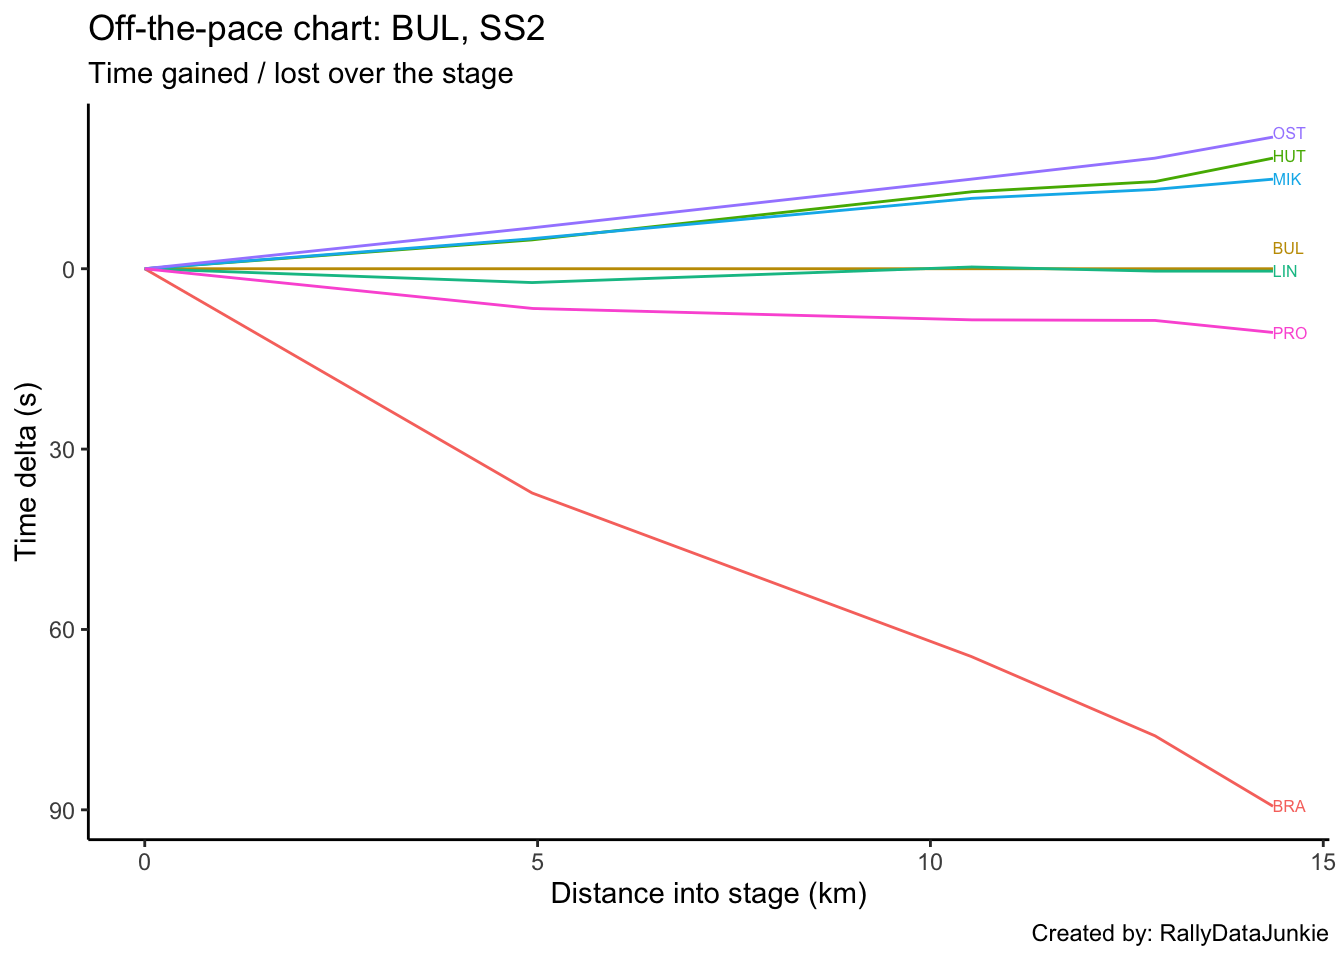 Off-the-pace chart: BUL, SS2
Time gained / lost over the stage
OST
HUT
MIK
BUL
LIN
PRO
BRA
0
30
60
90
Time delta (s)
0
5
10
15
Distance into stage (km)
Created by: RallyDataJunkie